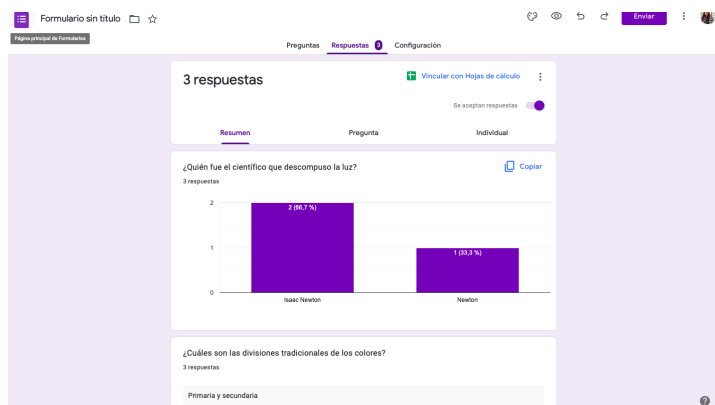 Formulario sin título
Enviar
Página principal de Formularios
Preguntas Respuestas 3 Configuración
3 respuestas
Vincular con Hojas de cálculo
Se aceptan respuestas
Resumen Pregunta Individual
¿Quién fue el científico que descompuso la luz?
Copiar
3 respuestas
2
2 (66,7 %)
1
1 (33,3 %)
0
Isaac Newton Newton
¿Cuáles son las divisiones tradicionales de los colores?
3 respuestas
Primaria y secundaria